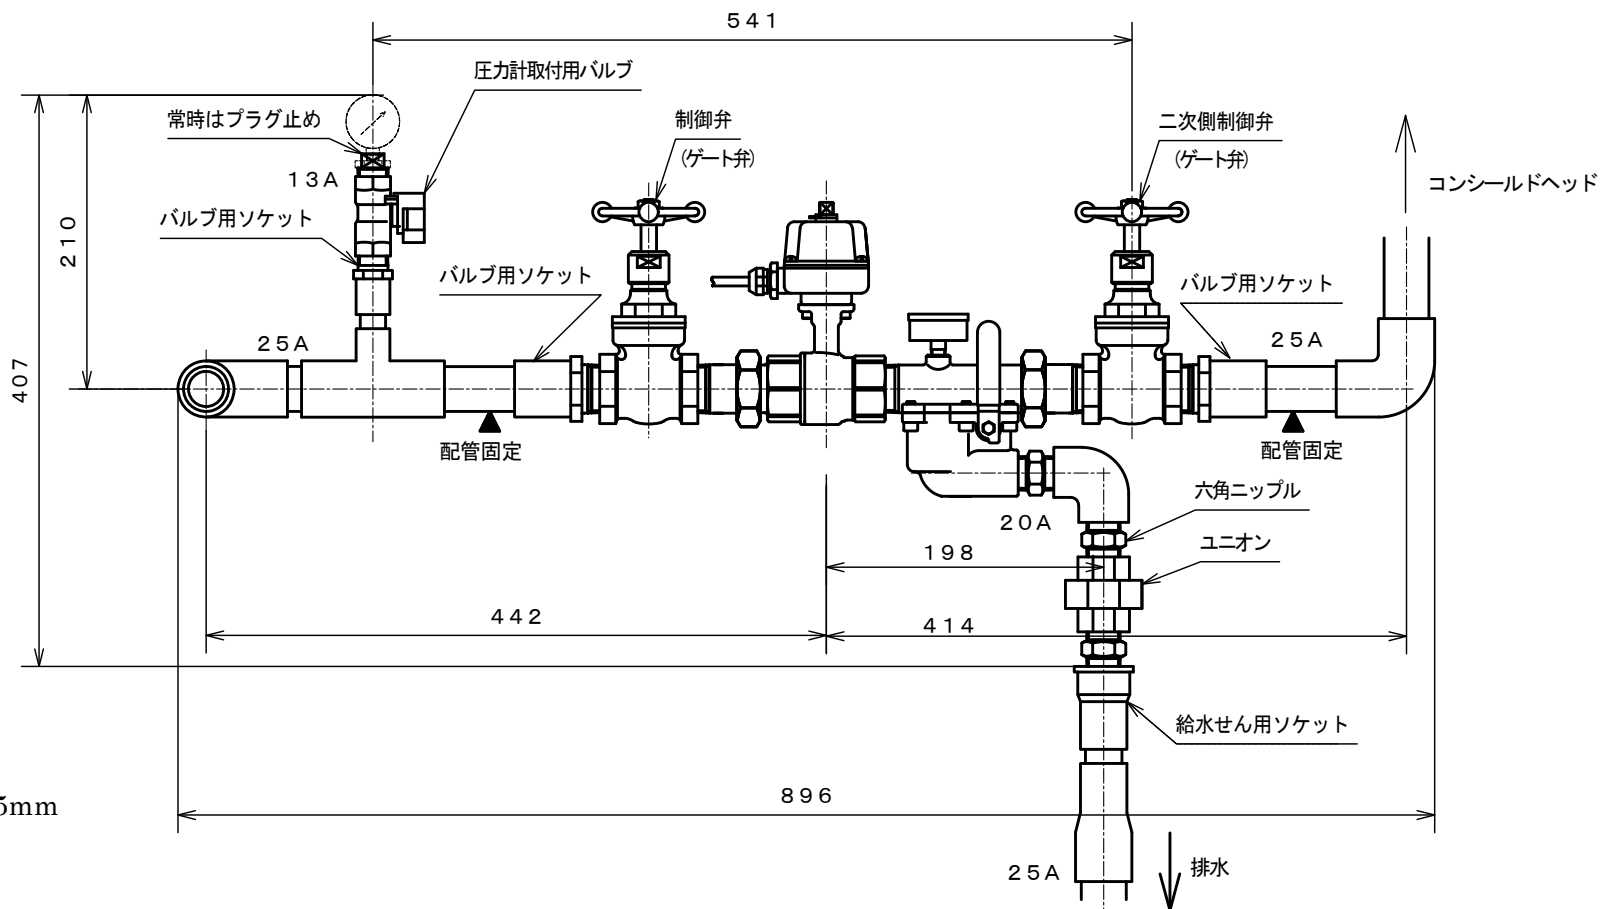 541
圧力計取付用バルブ
常時はプラグ止め
制御弁
(ゲート弁)
二次側制御弁
(ゲート弁)
コンシールドヘッド
13A
バルブ用ソケット
210
バルブ用ソケット
バルブ用ソケット
25A
25A
407
配管固定
配管固定
六角ニップル
20A
ユニオン
198
442
414
給水せん用ソケット
896
5mm
25A
排水